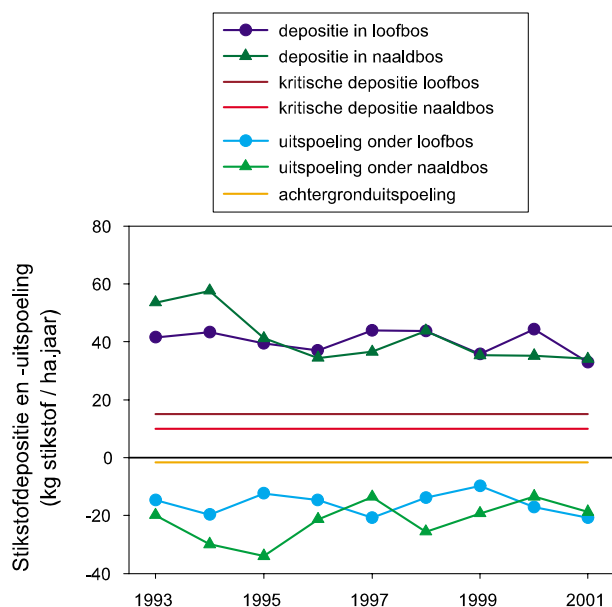 depositie in loofbos
depositie in naaldbos
kritische depositie loofbos
kritische depositie naaldbos
uitspoeling onder loofbos
uitspoeling onder naaldbos
achtergronduitspoeling
Stikstofdepositie en -uitspoeling
(kg stikstof / ha.jaar)
80
60
40
20
0
-20
-40
1993
1995
1997
1999
2001